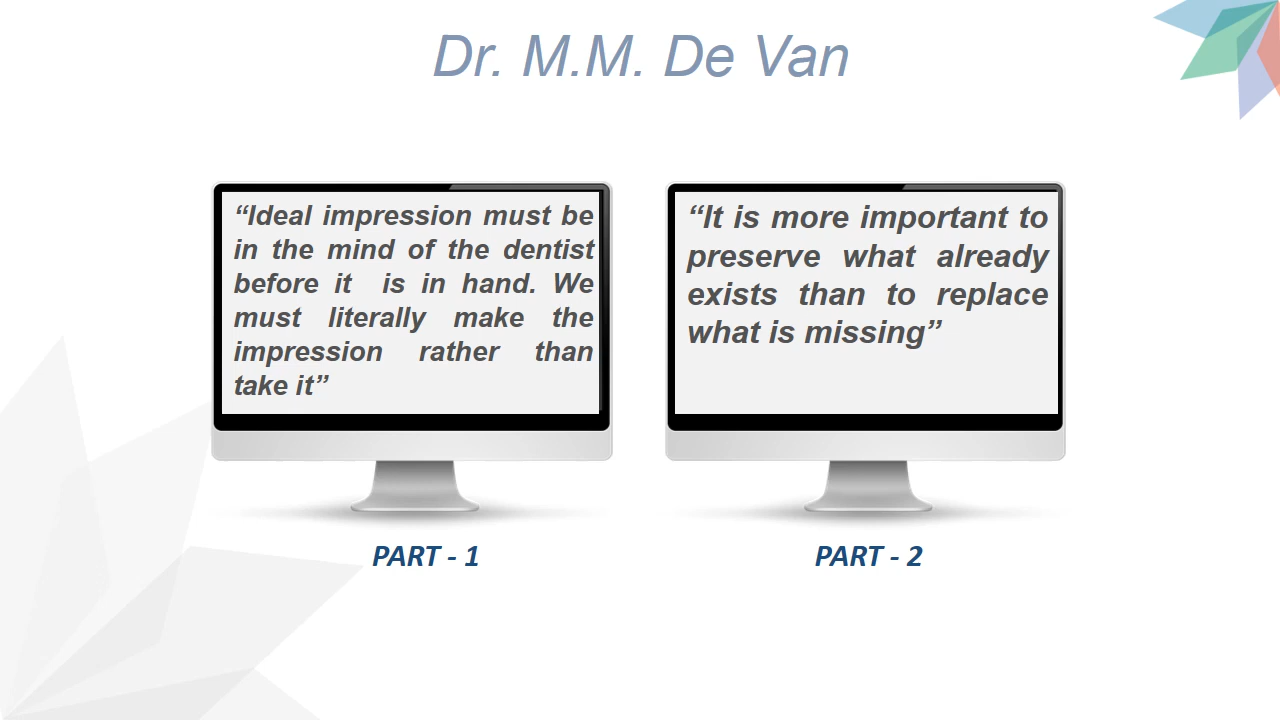 Dr. M.M. De Van
“Ideal impression must be
in the mind of the dentist
before it is in hand. We
must literally make the
impression rather than
take it”
“It is more important to
preserve what already
exists than to replace
what is missing”
PART - 1
PART - 2